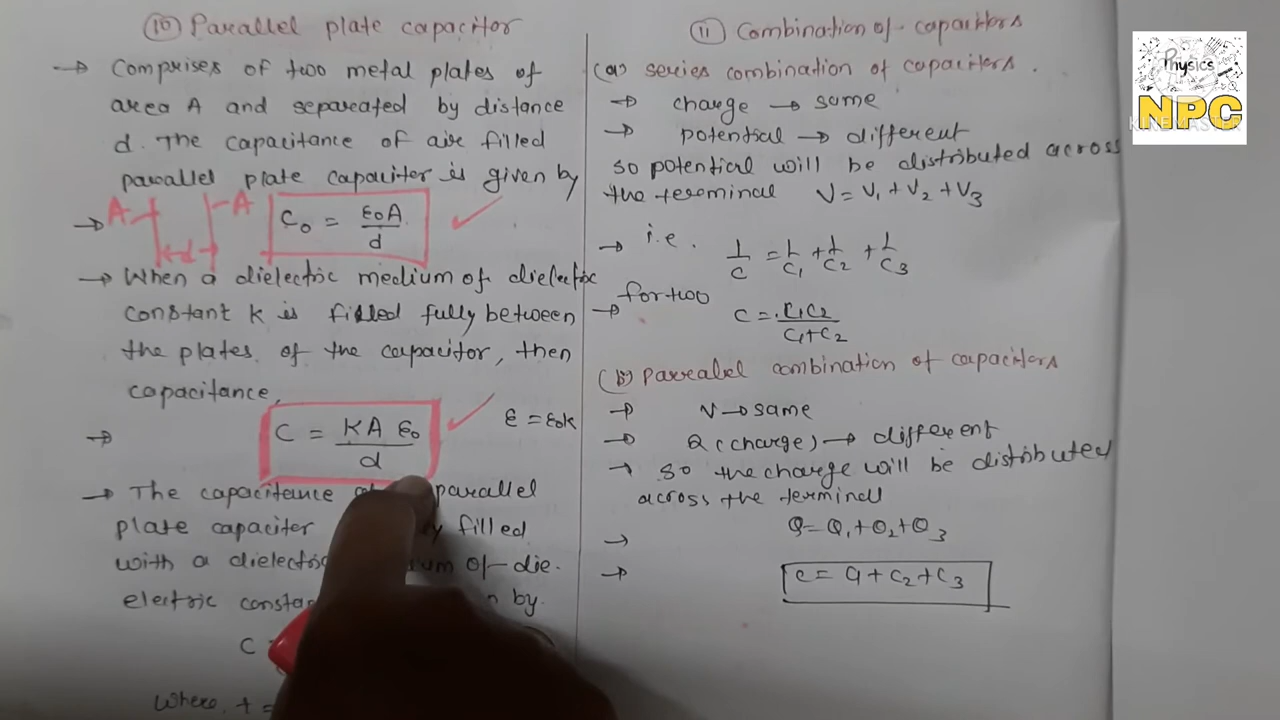 (10) Parallel plate capacitor
→ Comprises of two metal plates of
area A and separated by distance
d. The capacitance of air filled
parallel plate capaciter is given by
→ A A d C₀ = ε₀A/d
→ When a dielectric medium of dielectric
constant K is filled fully between
the plates of the capacitor, then
capacitance,
→ C = KA ε₀/d ε = ε₀K
→ The capacitance parallel
plate capaciter filled
with a dielectric of die-
electric by.
C
where, t =
(11) Combination of capacitors
(a) series combination of capacitors.
→ charge → same
→ potential → different
so potential will be distributed across
the terminal V = V₁ + V₂ + V₃
→ i.e. 1/C = 1/C₁ + 1/C₂ + 1/C₃
→ for two C = C₁C₂/C₁+C₂
(b) Parralel combination of capacitors
→ V → same
→ Q (charge) → different
→ so the charge will be distributed
across the terminal
→ Q = Q₁ + Q₂ + Q₃
→ C = C₁ + C₂ + C₃
Physics
NPC